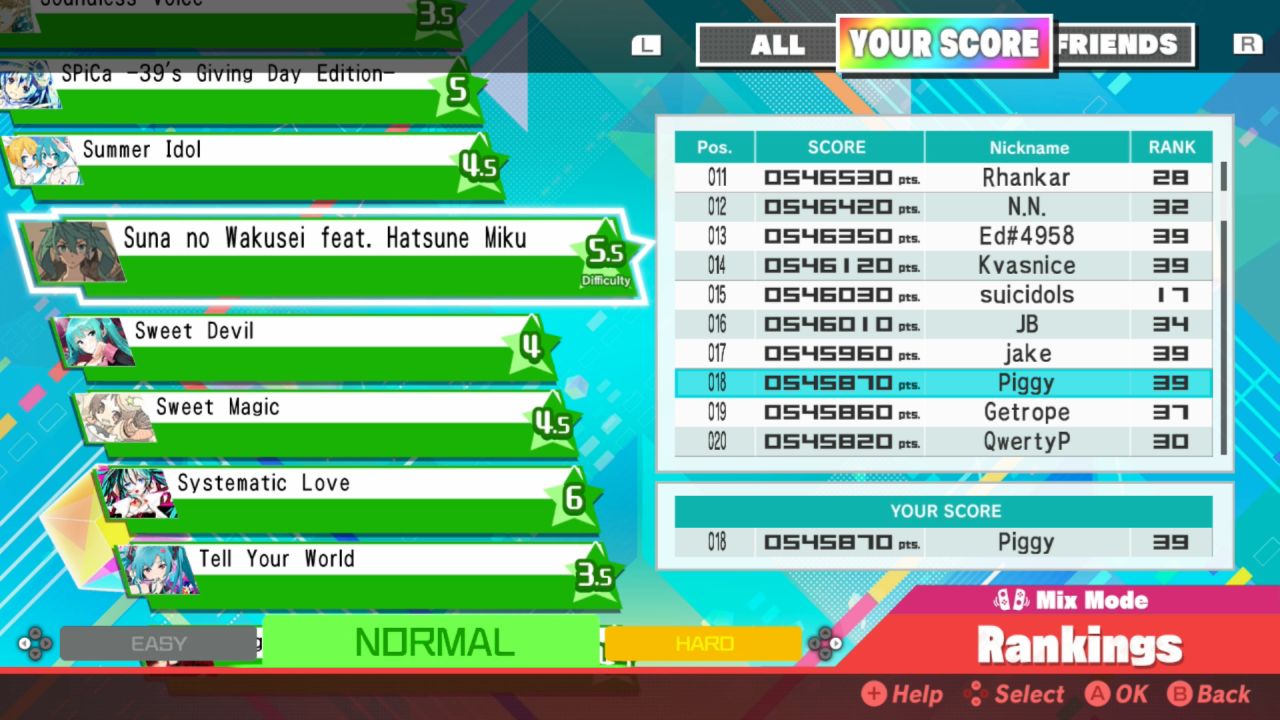 Soundless Voice
3.5
SPiCa -39's Giving Day Edition-
5
Summer Idol
4.5
Suna no Wakusei feat. Hatsune Miku
5.5
Difficulty
Sweet Devil
4
Sweet Magic
4.5
Systematic Love
6
Tell Your World
3.5
EASY
NORMAL
HARD
L ALL YOUR SCORE FRIENDS R
Pos. SCORE Nickname RANK
011 0546530 pts. Rhankar 28
012 0546420 pts. N.N. 32
013 0546350 pts. Ed#4958 39
014 0546120 pts. Kvasnice 39
015 0546030 pts. suicidols 17
016 0546010 pts. JB 34
017 0545960 pts. jake 39
018 0545870 pts. Piggy 39
019 0545860 pts. Getrope 37
020 0545820 pts. QwertyP 30
YOUR SCORE
018 0545870 pts. Piggy 39
Mix Mode
Rankings
+ Help Select A OK B Back